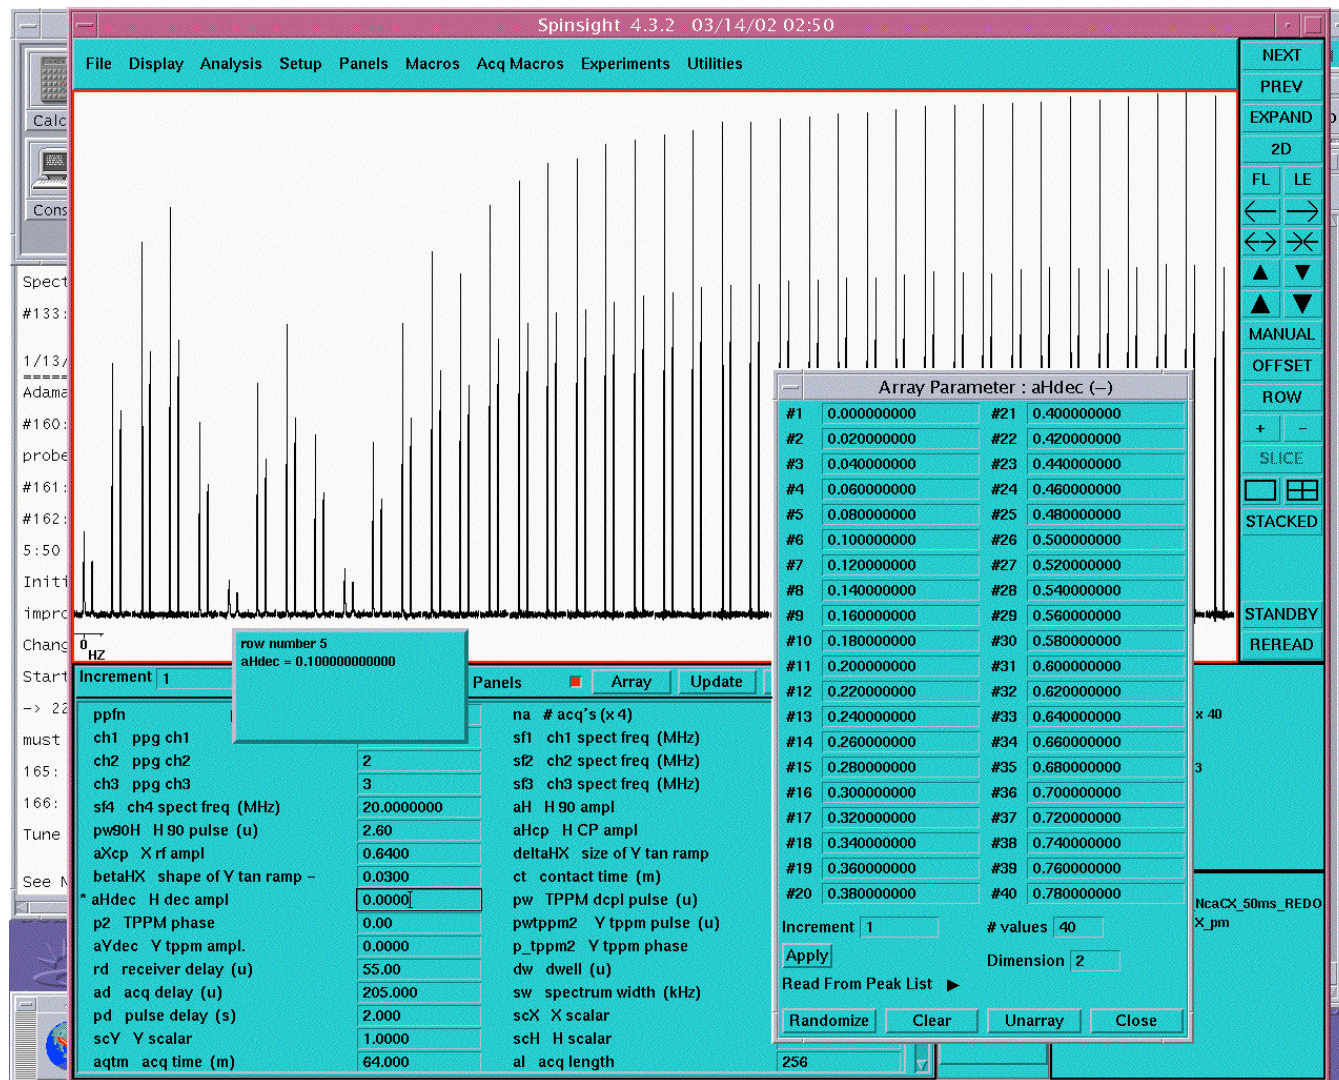 Spinsight 4.3.2 03/14/02 02:50
File Display Analysis Setup Panels Macros Acq Macros Experiments Utilities
NEXT
PREV
EXPAND
2D
FL LE
MANUAL
OFFSET
ROW
+ -
SLICE
STACKED
STANDBY
REREAD
Calc
Cons
Spect
#133:
1/13/
Adama
#160:
probe
#161:
#162:
5:50
Initi
impro
Chang
Start
-> 22
must
165:
166:
Tune
See N
0
HZ
row number 5
aHdec = 0.100000000000
Increment 1
Panels Array Update
ppfn
na # acq's (x 4)
ch1 ppg ch1
sf1 ch1 spect freq (MHz)
ch2 ppg ch2 2
sf2 ch2 spect freq (MHz)
ch3 ppg ch3 3
sf3 ch3 spect freq (MHz)
sf4 ch4 spect freq (MHz) 20.0000000
aH H 90 ampl
pw90H H 90 pulse (u) 2.60
aHcp H CP ampl
aXcp X rf ampl 0.6400
deltaHX size of Y tan ramp
betaHX shape of Y tan ramp - 0.0300
ct contact time (m)
* aHdec H dec ampl 0.0000
pw TPPM dcpl pulse (u)
p2 TPPM phase 0.00
pwtppm2 Y tppm pulse (u)
aYdec Y tppm ampl. 0.0000
p_tppm2 Y tppm phase
rd receiver delay (u) 55.00
dw dwell (u)
ad acq delay (u) 205.000
sw spectrum width (kHz)
pd pulse delay (s) 2.000
scX X scalar
scY Y scalar 1.0000
scH H scalar
aqtm acq time (m) 64.000
al acq length 256
Array Parameter : aHdec (-)
#1 0.000000000 #21 0.400000000
#2 0.020000000 #22 0.420000000
#3 0.040000000 #23 0.440000000
#4 0.060000000 #24 0.460000000
#5 0.080000000 #25 0.480000000
#6 0.100000000 #26 0.500000000
#7 0.120000000 #27 0.520000000
#8 0.140000000 #28 0.540000000
#9 0.160000000 #29 0.560000000
#10 0.180000000 #30 0.580000000
#11 0.200000000 #31 0.600000000
#12 0.220000000 #32 0.620000000
#13 0.240000000 #33 0.640000000
#14 0.260000000 #34 0.660000000
#15 0.280000000 #35 0.680000000
#16 0.300000000 #36 0.700000000
#17 0.320000000 #37 0.720000000
#18 0.340000000 #38 0.740000000
#19 0.360000000 #39 0.760000000
#20 0.380000000 #40 0.780000000
Increment 1 # values 40
Apply
Dimension 2
Read From Peak List
Randomize Clear Unarray Close
x 40
3
NcaCX_50ms_REDO
X_pm